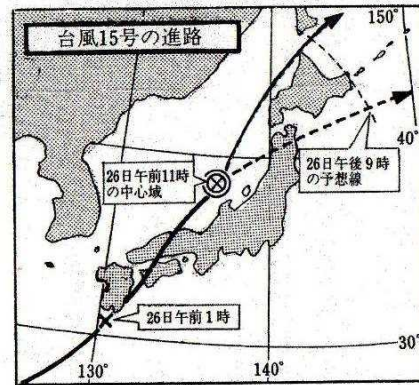 台風15号の進路
150°
40°
26日午前11時
の中心域
26日午後9時
の予想線
26日午前1時
30°
130°
140°